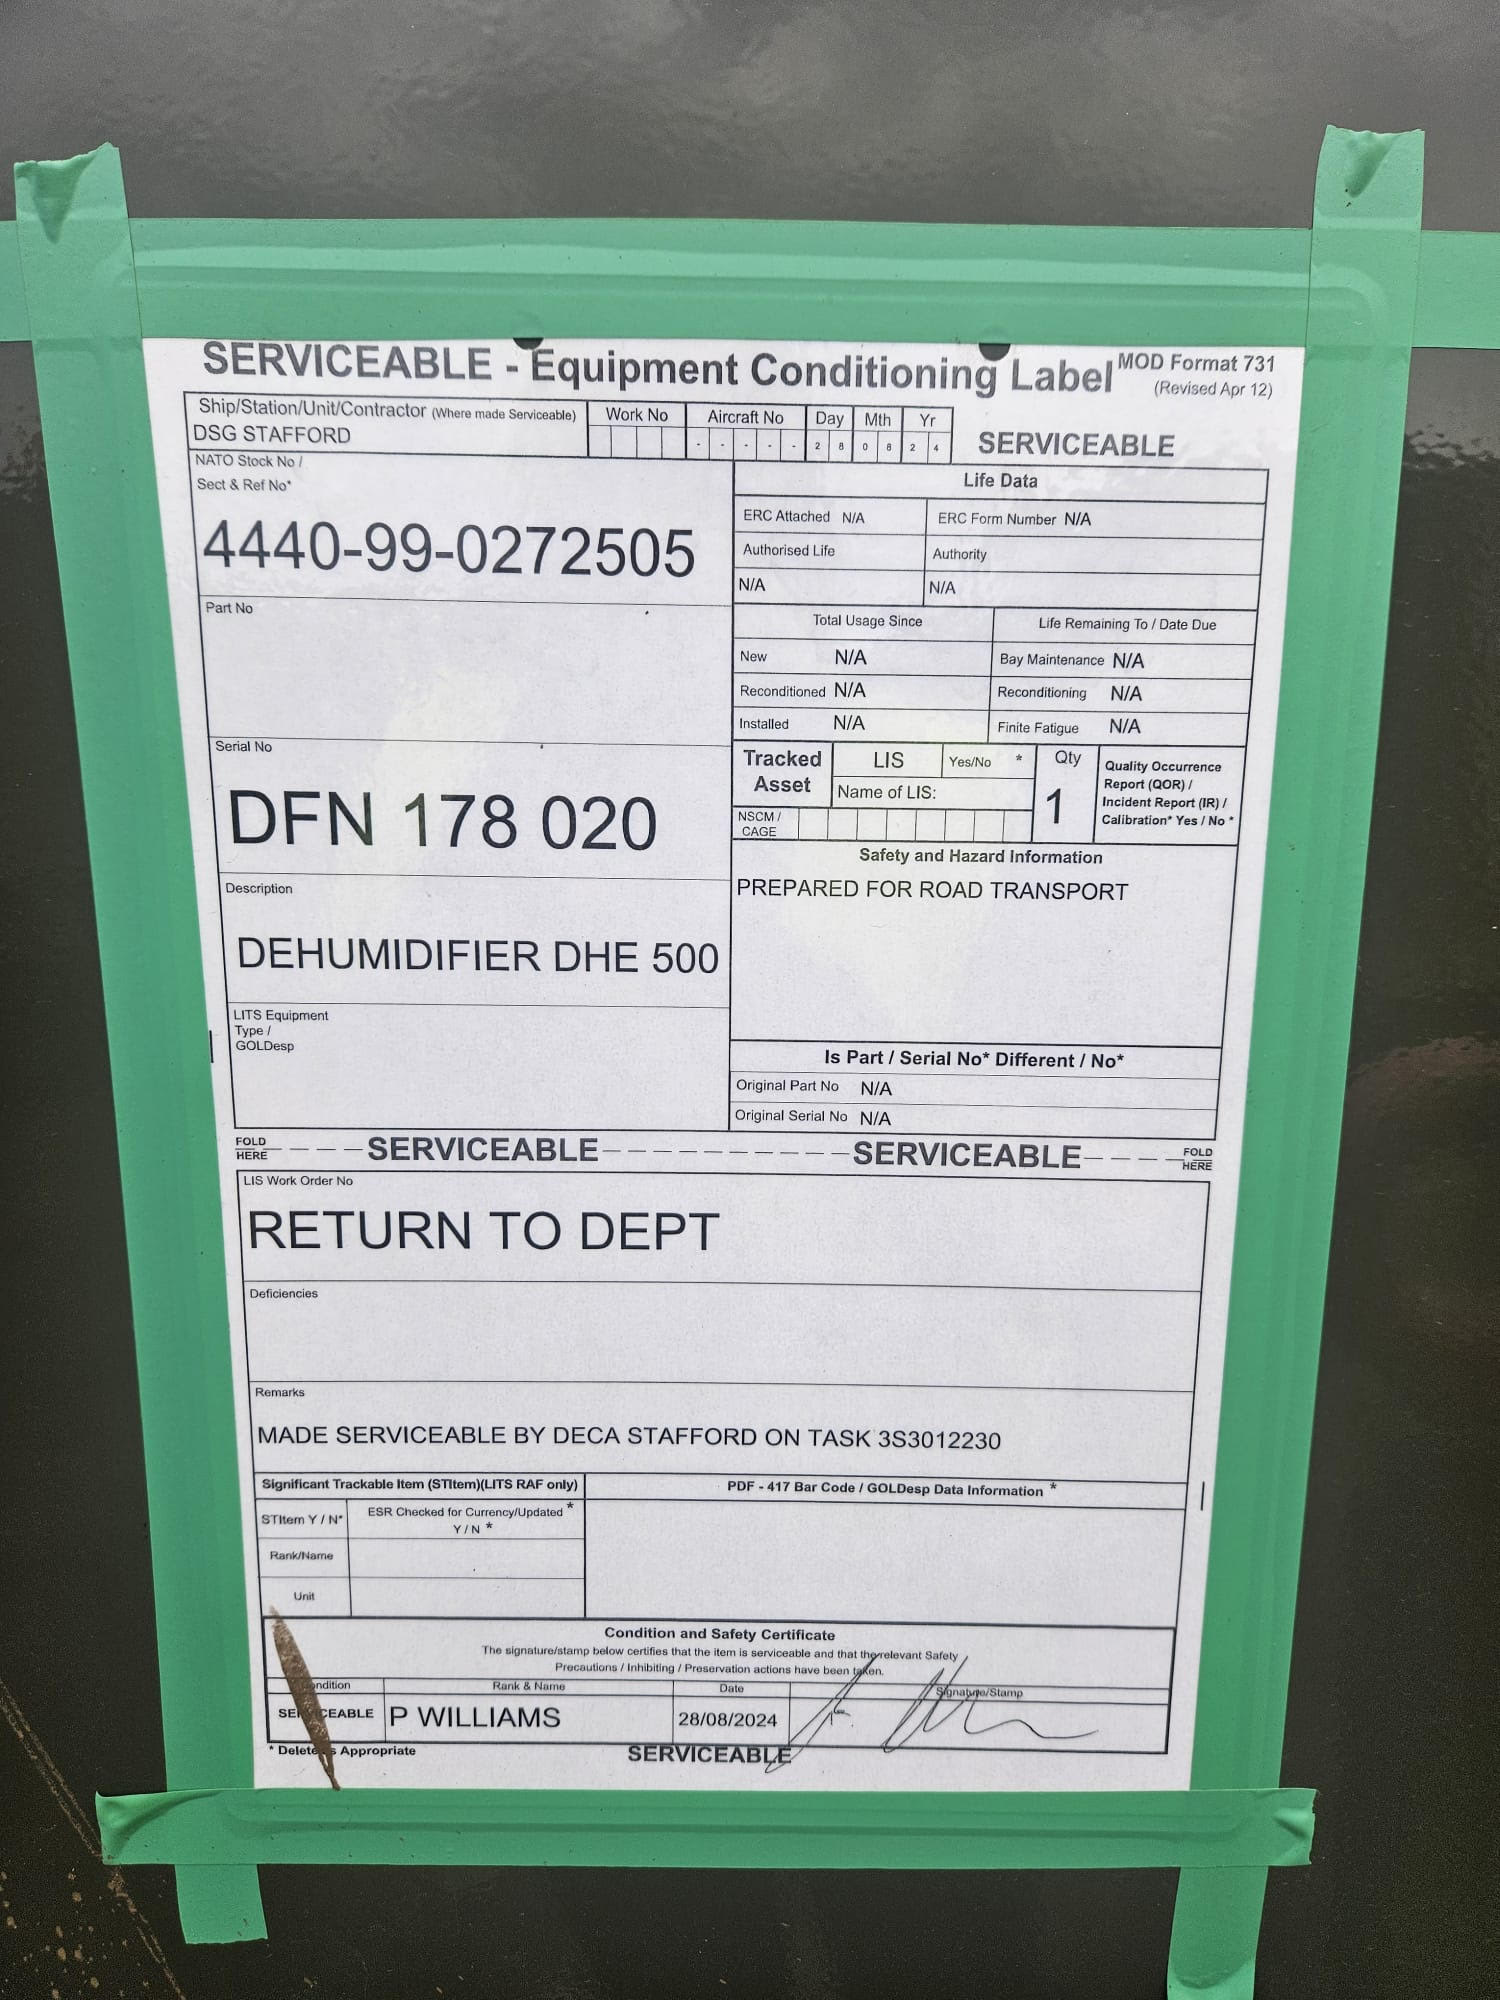 SERVICEABLE - Equipment Conditioning Label
MOD Format 731
(Revised Apr 12)
Ship/Station/Unit/Contractor (Where made Serviceable)
DSG STAFFORD
Work No
Aircraft No
- - - - -
Day Mth Yr
2 8 0 8 2 4
SERVICEABLE
NATO Stock No /
Sect & Ref No*
4440-99-0272505
Part No
Serial No
DFN 178 020
Description
DEHUMIDIFIER DHE 500
LITS Equipment
Type /
GOLDesp
Life Data
ERC Attached N/A
ERC Form Number N/A
Authorised Life
Authority
N/A
N/A
Total Usage Since
Life Remaining To / Date Due
New N/A
Bay Maintenance N/A
Reconditioned N/A
Reconditioning N/A
Installed N/A
Finite Fatigue N/A
Tracked
Asset
LIS
Yes/No *
Name of LIS:
NSCM /
CAGE
Qty
1
Quality Occurrence
Report (QOR) /
Incident Report (IR) /
Calibration* Yes / No *
Safety and Hazard Information
PREPARED FOR ROAD TRANSPORT
Is Part / Serial No* Different / No*
Original Part No N/A
Original Serial No N/A
FOLD
HERE
SERVICEABLE
SERVICEABLE
FOLD
HERE
LIS Work Order No
RETURN TO DEPT
Deficiencies
Remarks
MADE SERVICEABLE BY DECA STAFFORD ON TASK 3S3012230
Significant Trackable Item (STItem)(LITS RAF only)
PDF - 417 Bar Code / GOLDesp Data Information *
STItem Y / N*
ESR Checked for Currency/Updated *
Y / N *
Rank/Name
Unit
Condition and Safety Certificate
The signature/stamp below certifies that the item is serviceable and that the relevant Safety
Precautions / Inhibiting / Preservation actions have been taken.
Condition
Rank & Name
Date
Signature/Stamp
SERVICEABLE
P WILLIAMS
28/08/2024
* Delete as Appropriate
SERVICEABLE